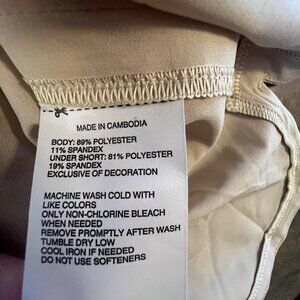 MADE IN CAMBODIA
BODY: 89% POLYESTER
11% SPANDEX
UNDER SHORT: 81% POLYESTER
19% SPANDEX
EXCLUSIVE OF DECORATION
MACHINE WASH COLD WITH
LIKE COLORS
ONLY NON-CHLORINE BLEACH
WHEN NEEDED
REMOVE PROMPTLY AFTER WASH
TUMBLE DRY LOW
COOL IRON IF NEEDED
DO NOT USE SOFTENERS